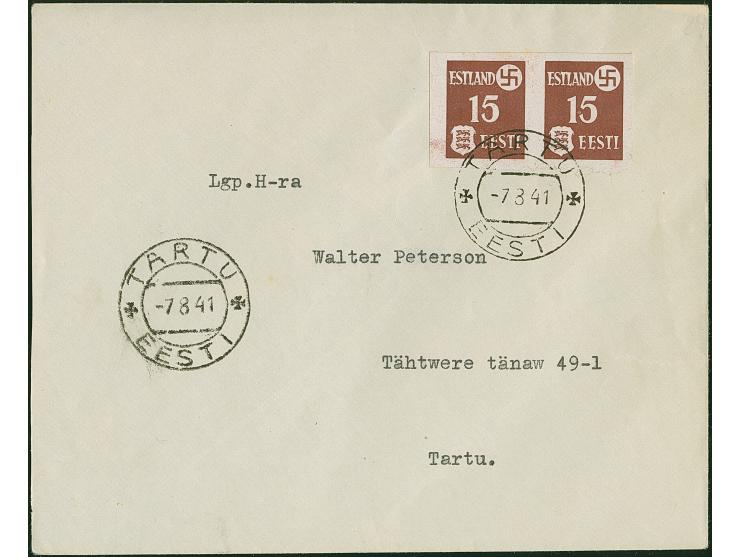 ESTLAND
15
EESTI
ESTLAND
15
EESTI
TARTU
-7 8 41
EESTI
Lgp.H-ra
Walter Peterson
TARTU
-7 8 41
EESTI
Tähtwere tänaw 49-1
Tartu.